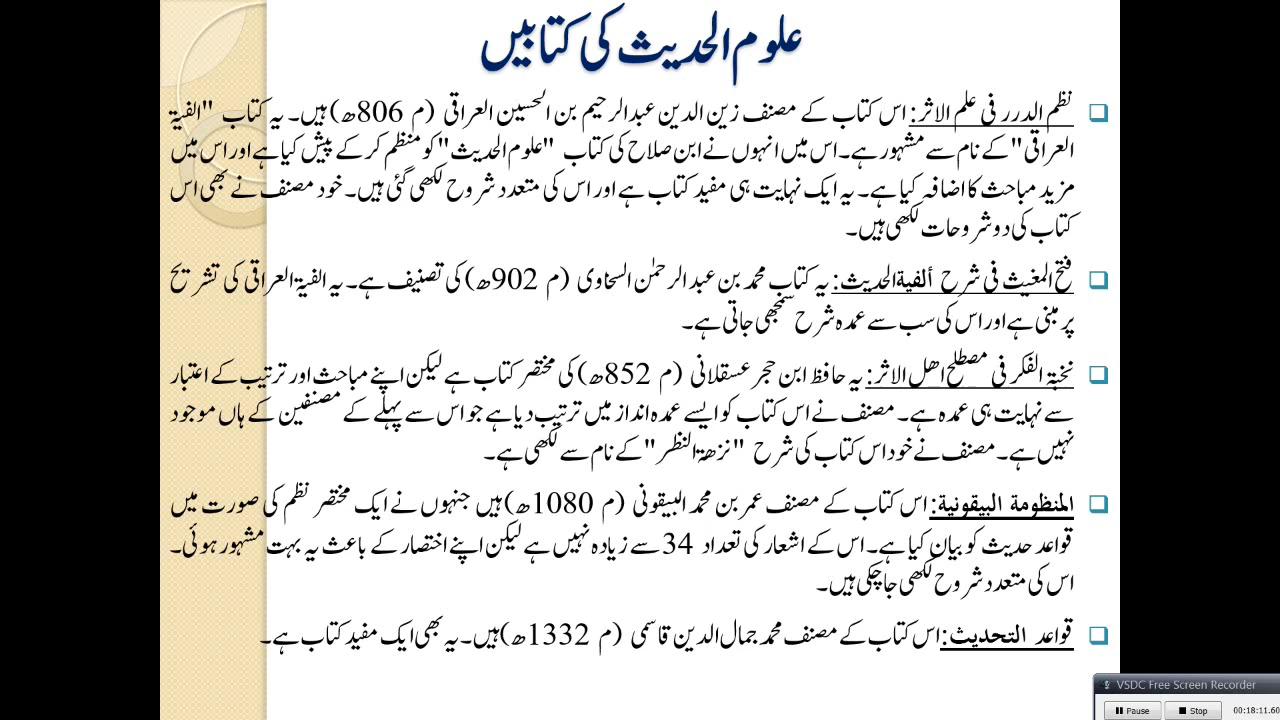 علوم الحدیث کی کتابیں
نظم الدرر فی علم الاثر: اس کتاب کے مصنف زین الدین عبدالرحیم بن الحسین العراقی (م 806ھ) ہیں۔ یہ کتاب "الفیۃ
العراقی" کے نام سے مشہور ہے۔ اس میں انہوں نے ابن صلاح کی کتاب "علوم الحدیث" کو منظم کر کے پیش کیا ہے اور اس میں
مزید مباحث کا اضافہ کیا ہے۔ یہ ایک نہایت ہی مفید کتاب ہے اور اس کی متعدد شروح لکھی گئی ہیں۔ خود مصنف نے بھی اس
کتاب کی دو شروحات لکھی ہیں۔
فتح المغیث فی شرح ألفیة الحدیث: یہ کتاب محمد بن عبدالرحمٰن السخاوی (م 902ھ) کی تصنیف ہے۔ یہ الفیۃ العراقی کی تشریح
پر مبنی ہے اور اس کی سب سے عمدہ شرح سمجھی جاتی ہے۔
نخبۃ الفکر فی مصطلح اھل الاثر: یہ حافظ ابن حجر عسقلانی (م 852ھ) کی مختصر کتاب ہے لیکن اپنے مباحث اور ترتیب کے اعتبار
سے نہایت ہی عمدہ ہے۔ مصنف نے اس کتاب کو ایسے عمدہ انداز میں ترتیب دیا ہے جو اس سے پہلے کے مصنفین کے ہاں موجود
نہیں ہے۔ مصنف نے خود اس کتاب کی شرح "نزھۃ النظر" کے نام سے لکھی ہے۔
المنظومة البيقونية: اس کتاب کے مصنف عمر بن محمد البیقونی (م 1080ھ) ہیں جنہوں نے ایک مختصر نظم کی صورت میں
قواعد حدیث کو بیان کیا ہے۔ اس کے اشعار کی تعداد 34 سے زیادہ نہیں ہے لیکن اپنے اختصار کے باعث یہ بہت مشہور ہوئی۔
اس کی متعدد شروح لکھی جا چکی ہیں۔
قواعد التحديث: اس کتاب کے مصنف محمد جمال الدین قاسمی (م 1332ھ) ہیں۔ یہ بھی ایک مفید کتاب ہے۔
VSDC Free Screen Recorder
Pause Stop 00:18:11.60